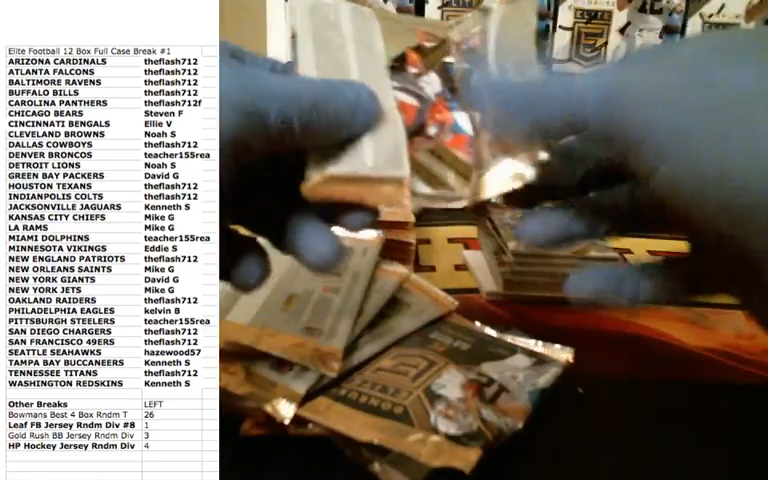 Elite Football 12 Box Full Case Break #1
ARIZONA CARDINALS theflash712
ATLANTA FALCONS theflash712
BALTIMORE RAVENS theflash712
BUFFALO BILLS theflash712
CAROLINA PANTHERS theflash712f
CHICAGO BEARS Steven F
CINCINNATI BENGALS Ellie V
CLEVELAND BROWNS Noah S
DALLAS COWBOYS theflash712
DENVER BRONCOS teacher155rea
DETROIT LIONS Noah S
GREEN BAY PACKERS David G
HOUSTON TEXANS theflash712
INDIANPOLIS COLTS theflash712
JACKSONVILLE JAGUARS Kenneth S
KANSAS CITY CHIEFS Mike G
LA RAMS Mike G
MIAMI DOLPHINS teacher155rea
MINNESOTA VIKINGS Eddie S
NEW ENGLAND PATRIOTS theflash712
NEW ORLEANS SAINTS Mike G
NEW YORK GIANTS David G
NEW YORK JETS Mike G
OAKLAND RAIDERS theflash712
PHILADELPHIA EAGLES kelvin B
PITTSBURGH STEELERS teacher155rea
SAN DIEGO CHARGERS theflash712
SAN FRANCISCO 49ERS theflash712
SEATTLE SEAHAWKS hazewood57
TAMPA BAY BUCCANEERS Kenneth S
TENNESSEE TITANS theflash712
WASHINGTON REDSKINS Kenneth S
Other Breaks LEFT
Bowmans Best 4 Box Rndm T 26
Leaf FB Jersey Rndm Div #8 1
Gold Rush BB Jersey Rndm Div 3
HP Hockey Jersey Rndm Div 4
ELITE
ELITE
DONRUSS